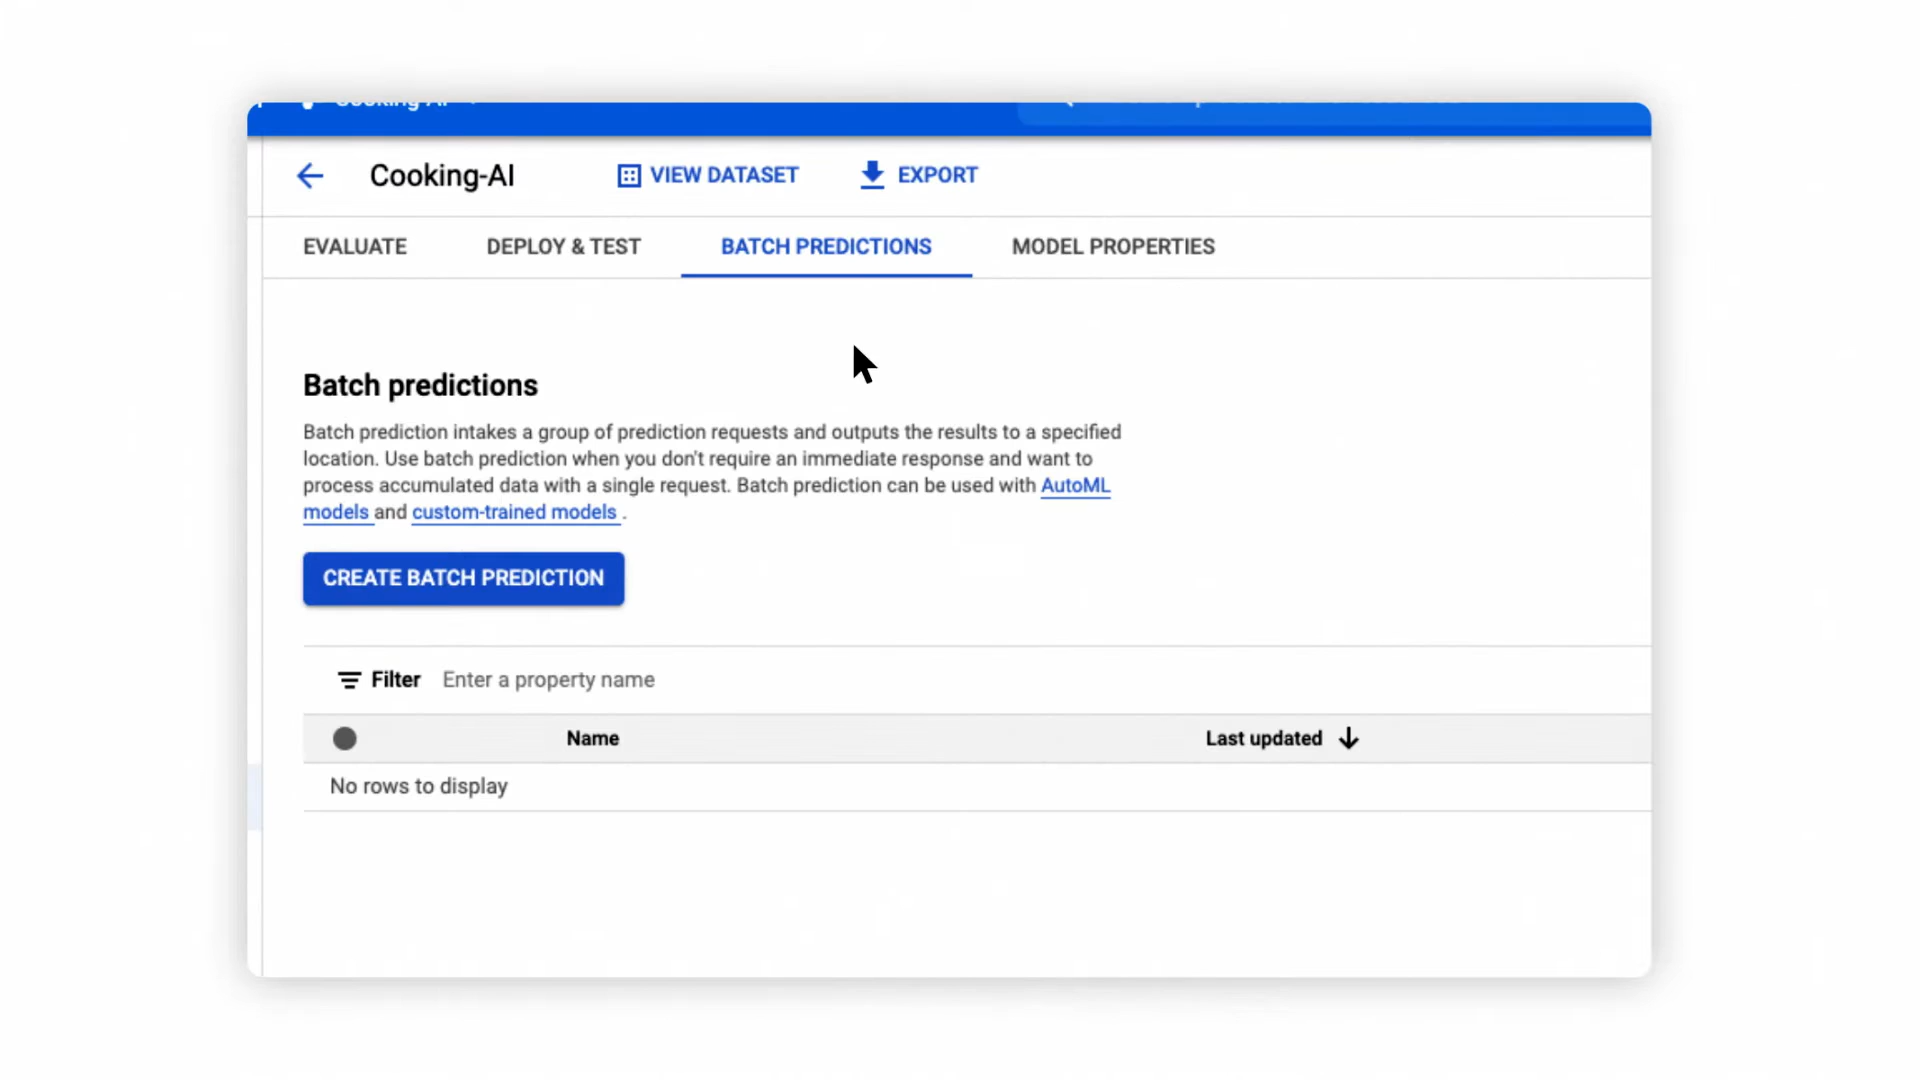 Cooking-AI
VIEW DATASET
EXPORT
EVALUATE
DEPLOY & TEST
BATCH PREDICTIONS
MODEL PROPERTIES
Batch predictions
Batch prediction intakes a group of prediction requests and outputs the results to a specified
location. Use batch prediction when you don't require an immediate response and want to
process accumulated data with a single request. Batch prediction can be used with AutoML
models and custom-trained models .
CREATE BATCH PREDICTION
Filter Enter a property name
Name Last updated
No rows to display